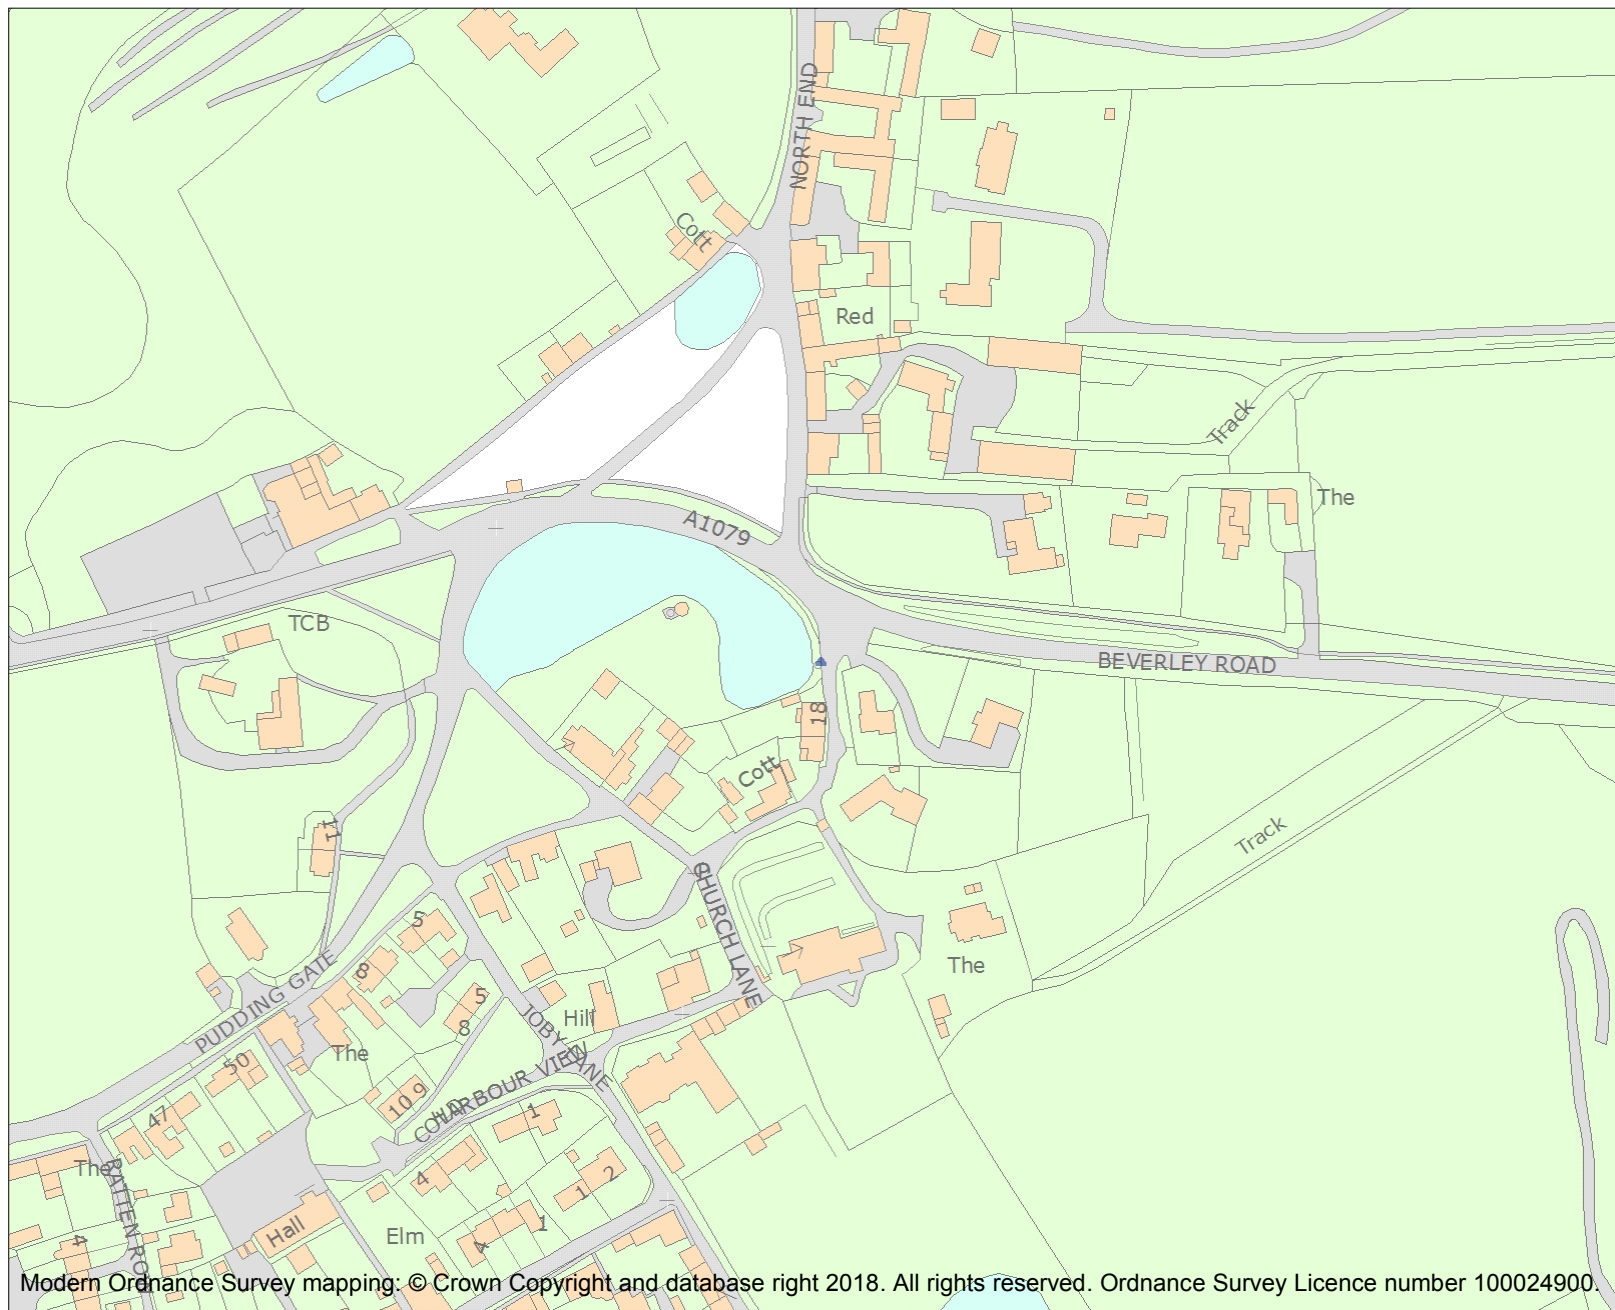 NORTH END
Cott
Red
Track
The
A1079
TCB
BEVERLEY ROAD
18
Cott
11
Track
CHURCH LANE
5
8
The
PUDDING GATE
5
8
Hill
JOBY LANE
The
50
HARBOUR VIEW
10 9
47
1
The
RATTEN ROW
4
2
1
Elm
1
4
Hall
4
Modern Ordnance Survey mapping: © Crown Copyright and database right 2018. All rights reserved. Ordnance Survey Licence number 100024900.